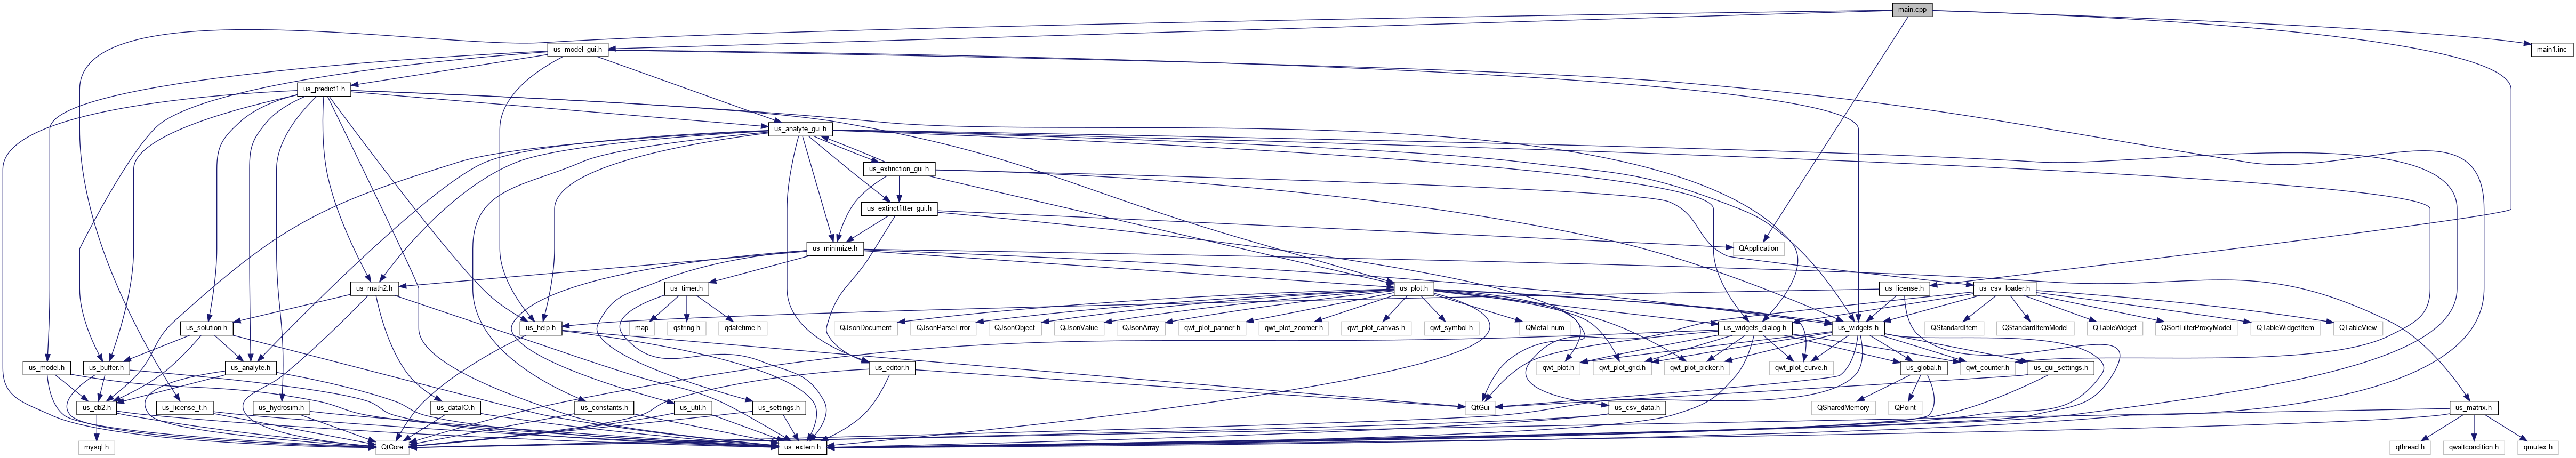 main.cpp
us_model_gui.h
main1.inc
us_predict1.h
us_analyte_gui.h
us_extinction_gui.h
us_extinctfitter_gui.h
us_minimize.h
QApplication
us_math2.h
us_timer.h
us_plot.h
us_license.h
us_csv_loader.h
us_solution.h
us_help.h
map
qstring.h
qdatetime.h
QJsonDocument
QJsonParseError
QJsonObject
QJsonValue
QJsonArray
qwt_plot_panner.h
qwt_plot_zoomer.h
qwt_plot_canvas.h
qwt_symbol.h
QMetaEnum
us_widgets_dialog.h
us_widgets.h
QStandardItem
QStandardItemModel
QTableWidget
QSortFilterProxyModel
QTableWidgetItem
QTableView
us_model.h
us_buffer.h
us_analyte.h
us_editor.h
qwt_plot.h
qwt_plot_grid.h
qwt_plot_picker.h
qwt_plot_curve.h
us_global.h
qwt_counter.h
us_gui_settings.h
us_db2.h
us_license_t.h
us_hydrosim.h
us_dataIO.h
us_constants.h
us_util.h
us_settings.h
QtGui
us_csv_data.h
QSharedMemory
QPoint
us_matrix.h
mysql.h
QtCore
us_extern.h
qthread.h
qwaitcondition.h
qmutex.h